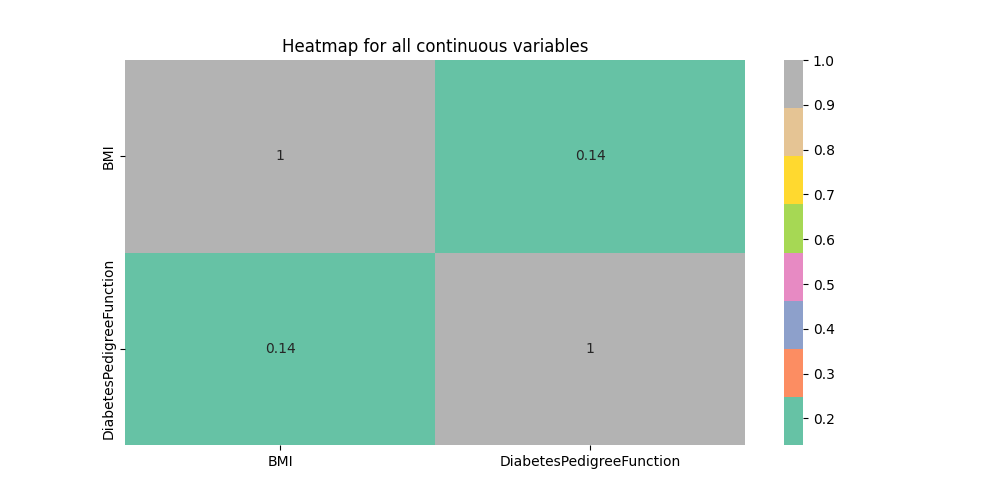 Heatmap for all continuous variables
BMI
1
0.14
DiabetesPedigreeFunction
0.14
1
BMI
DiabetesPedigreeFunction
1.0
0.9
0.8
0.7
0.6
0.5
0.4
0.3
0.2